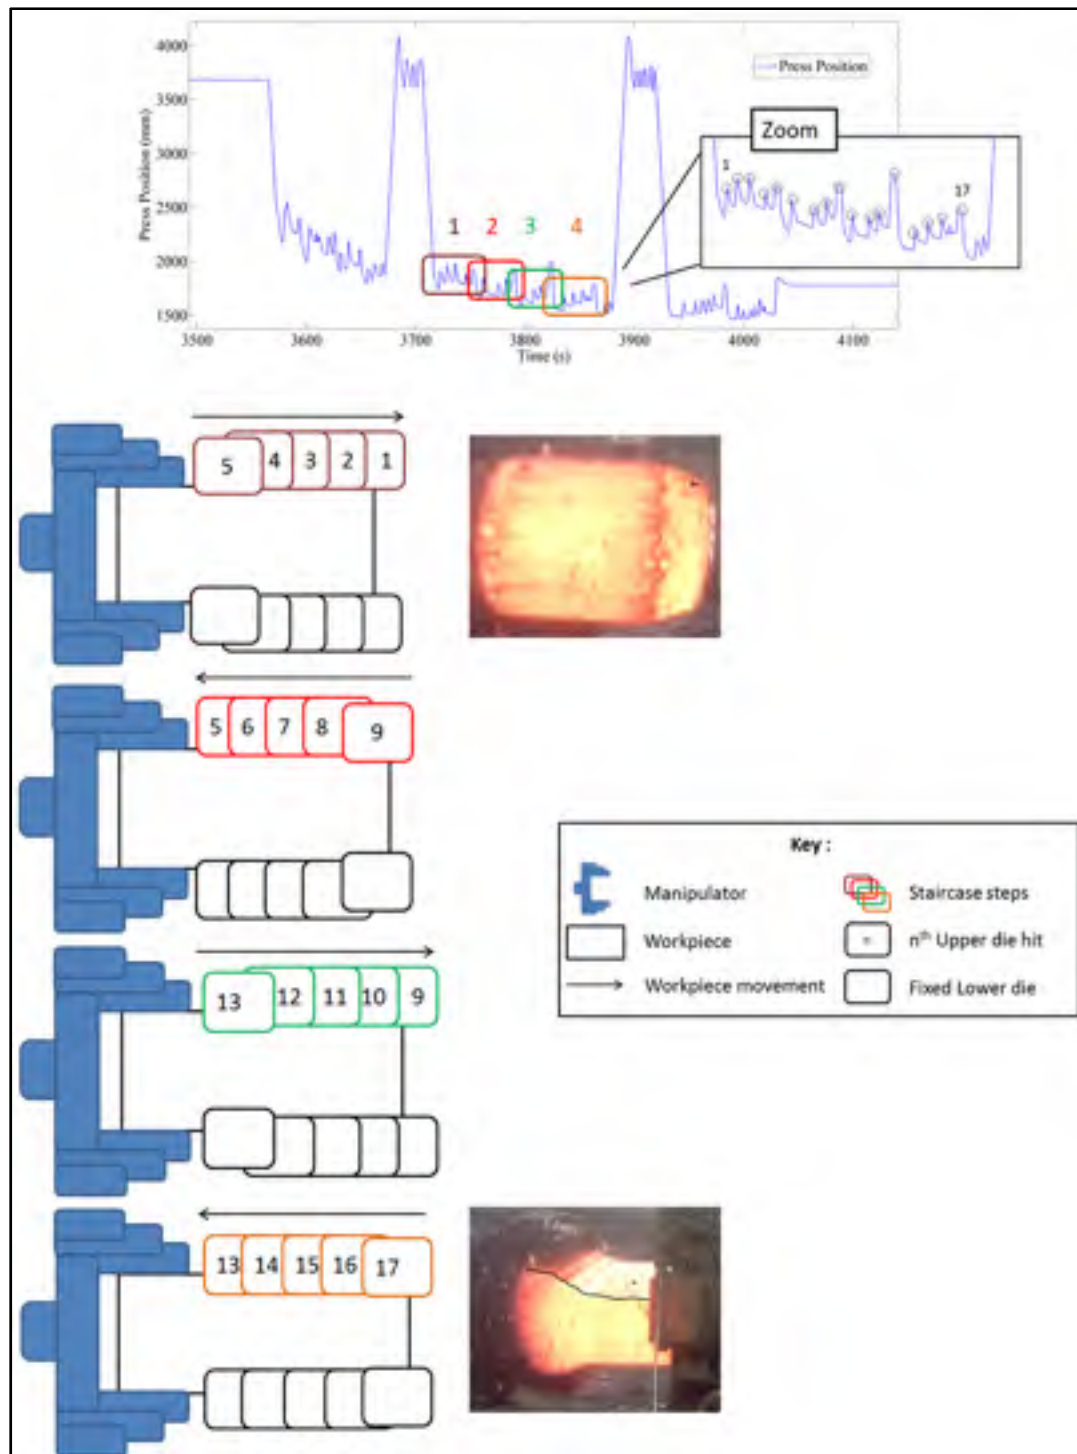 4000
3500
3000
2500
2000
1500
Press Position (mm)
Press Position
Zoom
1
17
1 2 3 4
3500 3600 3700 3800 3900 4000 4100
Time (s)
5 4 3 2 1
5 6 7 8 9
Key :
Manipulator
Staircase steps
Workpiece
nth Upper die hit
Workpiece movement
Fixed Lower die
13 12 11 10 9
13 14 15 16 17